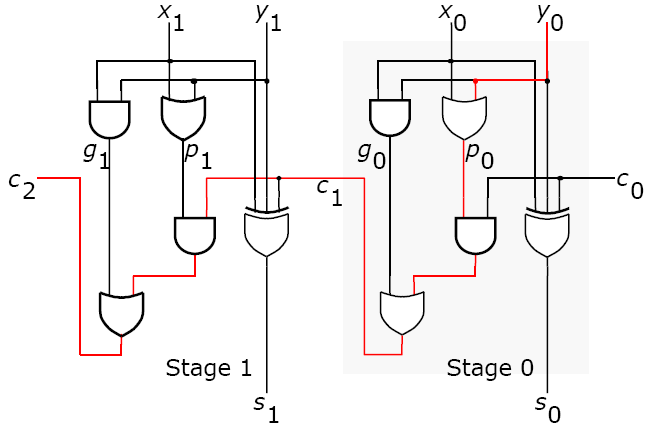 x1 y1 x0 y0
g1 p1 g0 p0
c2 c1 c0
Stage 1 Stage 0
s1 s0